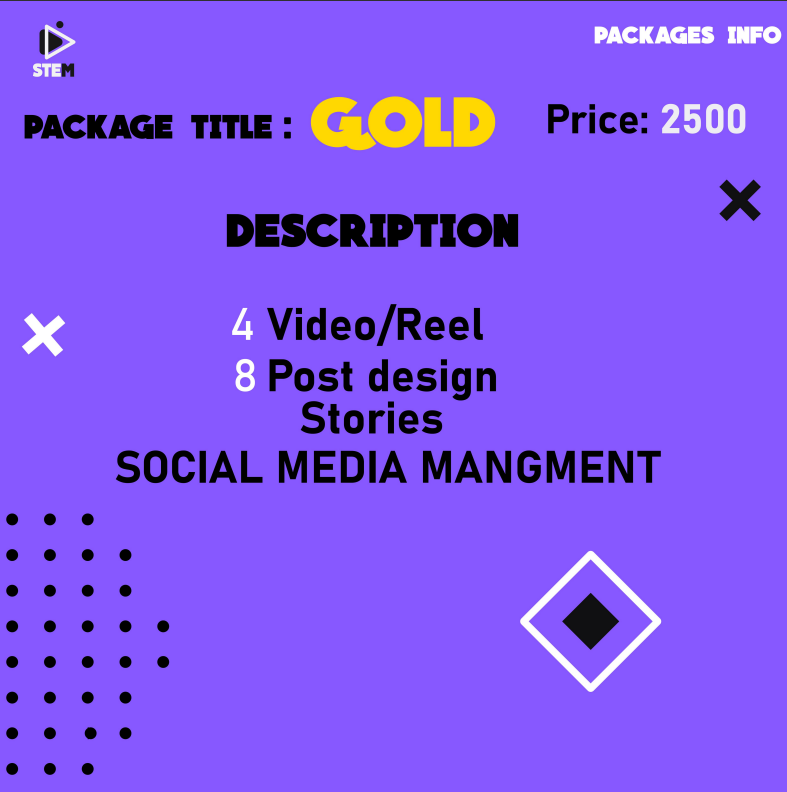 STEM
PACKAGES INFO
PACKAGE TITLE : GOLD
Price: 2500
DESCRIPTION
4 Video/Reel
8 Post design
Stories
SOCIAL MEDIA MANGMENT